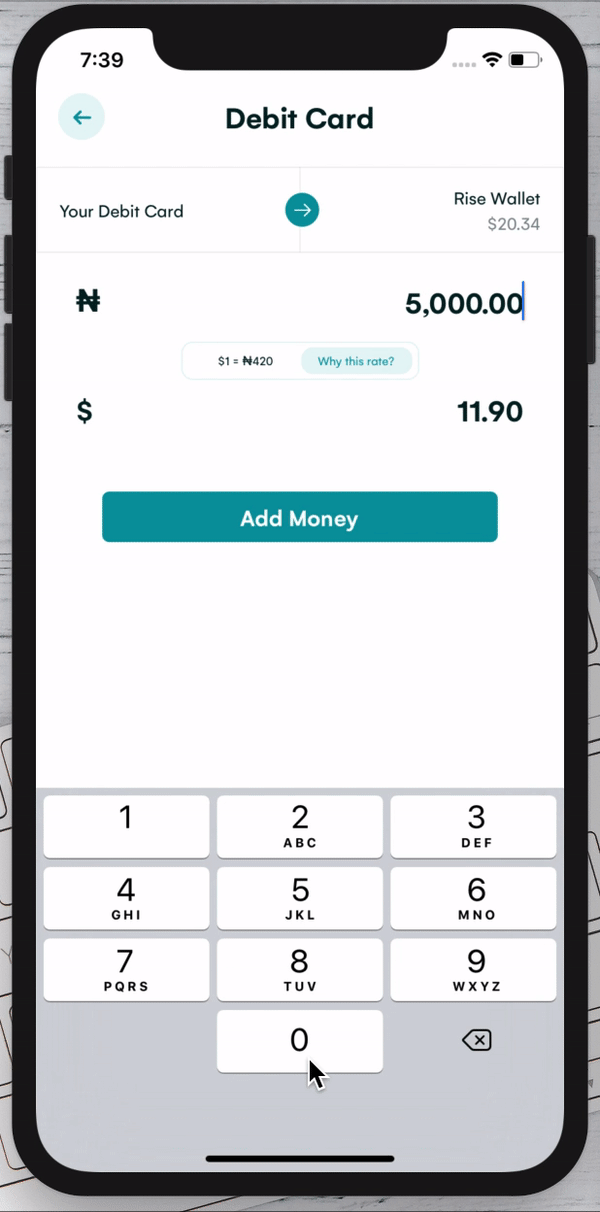 7:39
Debit Card
Your Debit Card
Rise Wallet
$20.34
₦ 5,000.00
$1 = ₦420 Why this rate?
$ 11.90
Add Money
1 2 3
ABC DEF
4 5 6
GHI JKL MNO
7 8 9
PQRS TUV WXYZ
0